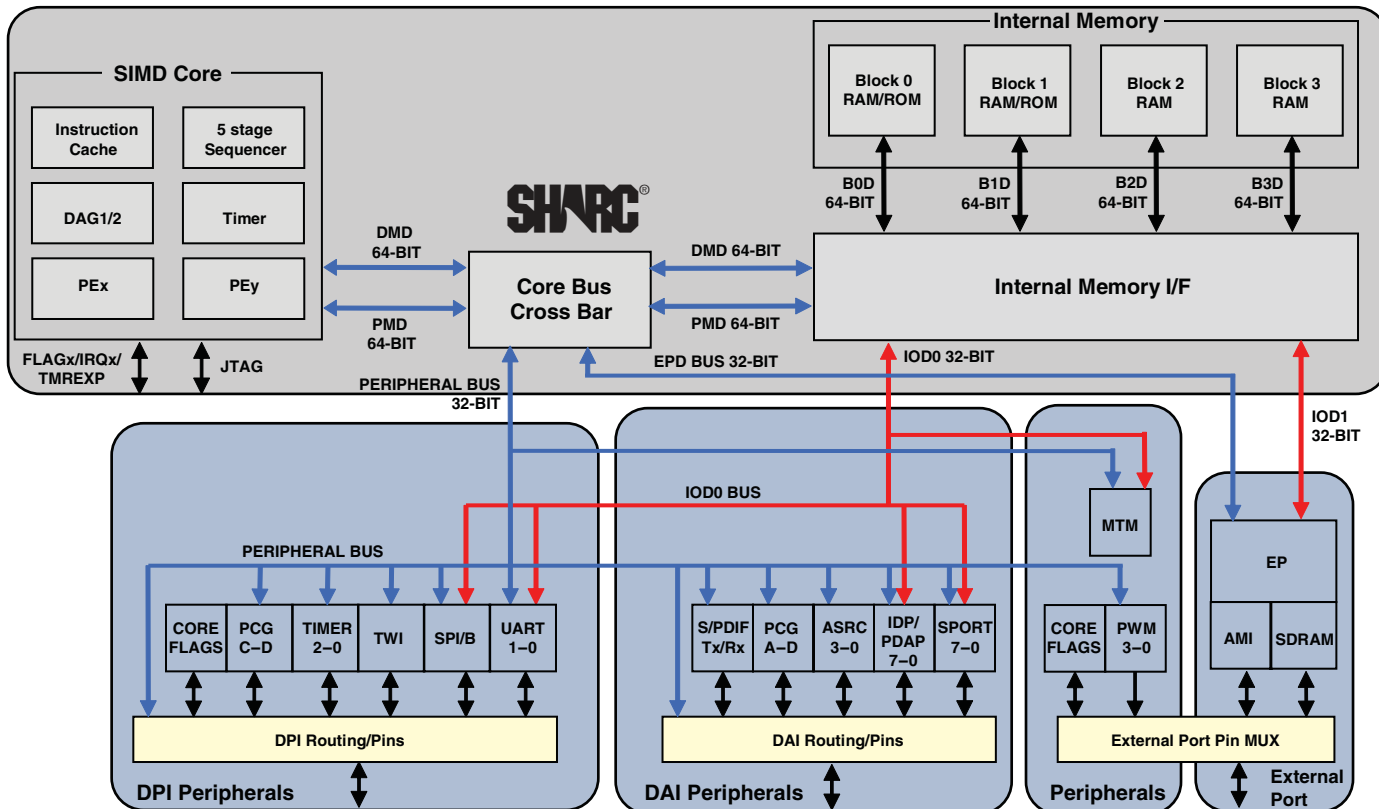 Internal Memory
SIMD Core
Block 0
RAM/ROM
Block 1
RAM/ROM
Block 2
RAM
Block 3
RAM
Instruction
Cache
5 stage
Sequencer
DAG1/2
Timer
PEx
PEy
B0D
64-BIT
B1D
64-BIT
B2D
64-BIT
B3D
64-BIT
SHARC®
DMD
64-BIT
PMD
64-BIT
Core Bus
Cross Bar
DMD 64-BIT
PMD 64-BIT
Internal Memory I/F
FLAGx/IRQx/
TMREXP
JTAG
PERIPHERAL BUS
32-BIT
EPD BUS 32-BIT
IOD0 32-BIT
IOD1
32-BIT
IOD0 BUS
PERIPHERAL BUS
MTM
EP
AMI
SDRAM
CORE
FLAGS
PCG
C–D
TIMER
2–0
TWI
SPI/B
UART
1–0
S/PDIF
Tx/Rx
PCG
A–D
ASRC
3–0
IDP/
PDAP
7–0
SPORT
7–0
CORE
FLAGS
PWM
3–0
DPI Routing/Pins
DAI Routing/Pins
External Port Pin MUX
DPI Peripherals
DAI Peripherals
Peripherals
External
Port